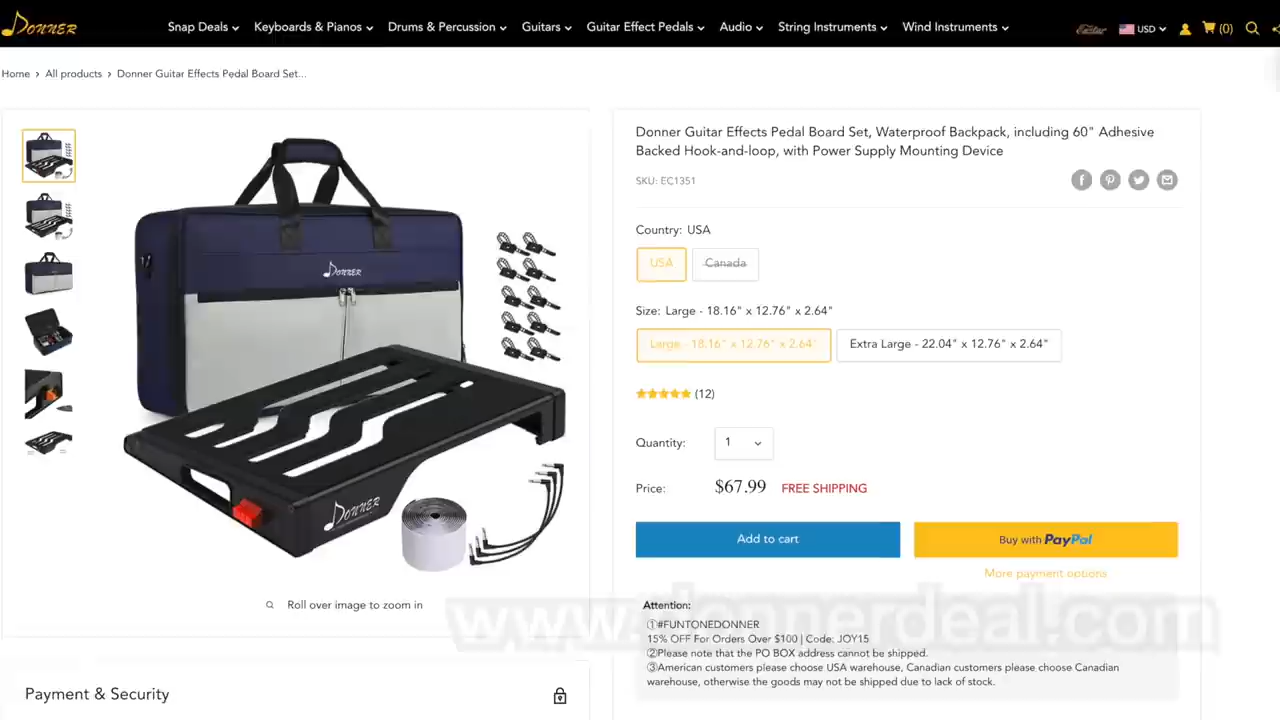 DONNER
Snap Deals
Keyboards & Pianos
Drums & Percussion
Guitars
Guitar Effect Pedals
Audio
String Instruments
Wind Instruments
USD
(0)
Home › All products › Donner Guitar Effects Pedal Board Set...
DONNER
DONNER
Roll over image to zoom in
Payment & Security
Donner Guitar Effects Pedal Board Set, Waterproof Backpack, including 60" Adhesive
Backed Hook-and-loop, with Power Supply Mounting Device
SKU: EC1351
Country: USA
USA
Canada
Size: Large - 18.16" x 12.76" x 2.64"
Large - 18.16" x 12.76" x 2.64"
Extra Large - 22.04" x 12.76" x 2.64"
(12)
Quantity: 1
Price: $67.99 FREE SHIPPING
Add to cart
Buy with PayPal
More payment options
www.donnerdeal.com
Attention:
①#FUNTONEDONNER
15% OFF For Orders Over $100 | Code: JOY15
②Please note that the PO BOX address cannot be shipped.
③American customers please choose USA warehouse, Canadian customers please choose Canadian
warehouse, otherwise the goods may not be shipped due to lack of stock.